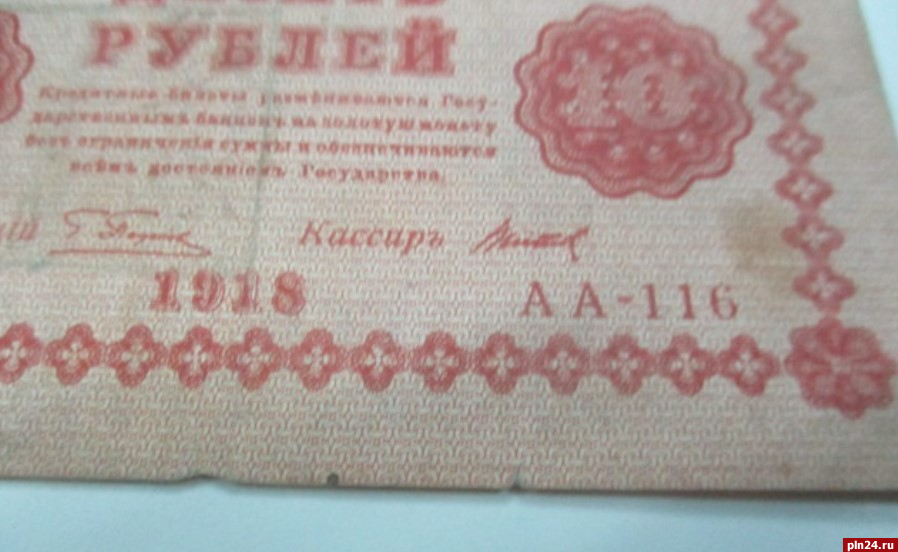 РУБЛЕЙ
10
Кредитные билеты размѣниваются Госу-
дарственнымъ банкомъ на золотую монету
безъ ограниченія суммы и обезпечиваются
всѣмъ достояніемъ Государства.
Кассиръ
1918
АА-116
pln24.ru